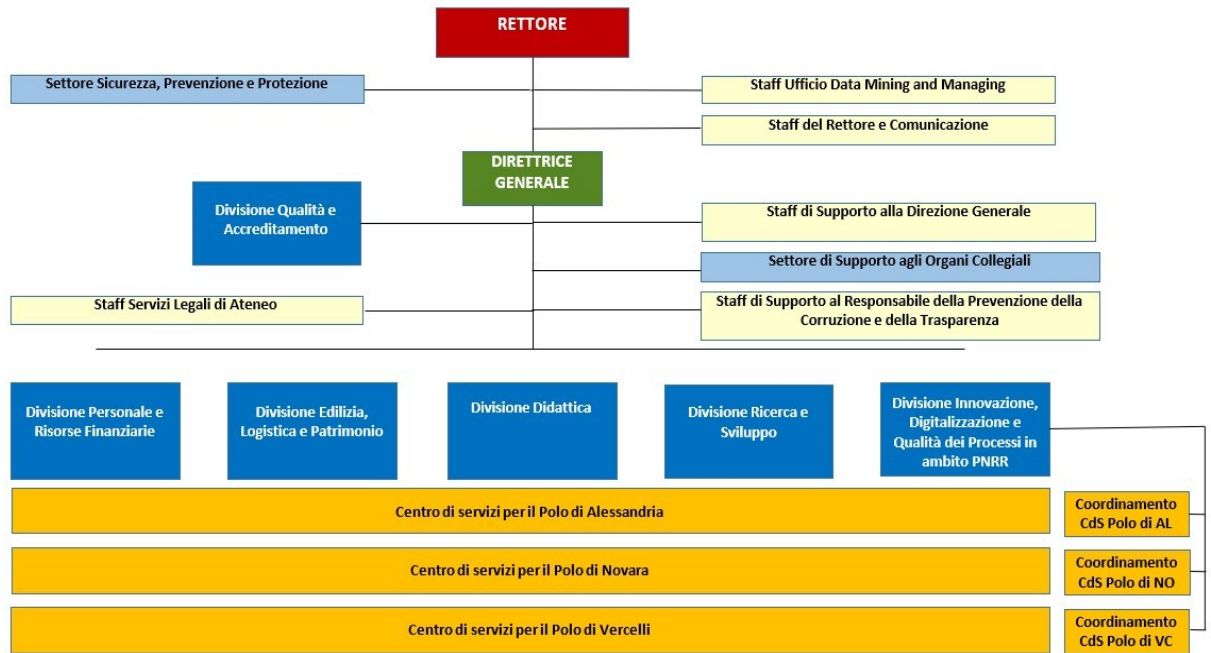 RETTORE
Settore Sicurezza, Prevenzione e Protezione
Staff Ufficio Data Mining and Managing
Staff del Rettore e Comunicazione
DIRETTRICE
GENERALE
Divisione Qualità e
Accreditamento
Staff di Supporto alla Direzione Generale
Settore di Supporto agli Organi Collegiali
Staff Servizi Legali di Ateneo
Staff di Supporto al Responsabile della Prevenzione della
Corruzione e della Trasparenza
Divisione Personale e
Risorse Finanziarie
Divisione Edilizia,
Logistica e Patrimonio
Divisione Didattica
Divisione Ricerca e
Sviluppo
Divisione Innovazione,
Digitalizzazione e
Qualità dei Processi in
ambito PNRR
Centro di servizi per il Polo di Alessandria
Coordinamento
CdS Polo di AL
Centro di servizi per il Polo di Novara
Coordinamento
CdS Polo di NO
Centro di servizi per il Polo di Vercelli
Coordinamento
CdS Polo di VC